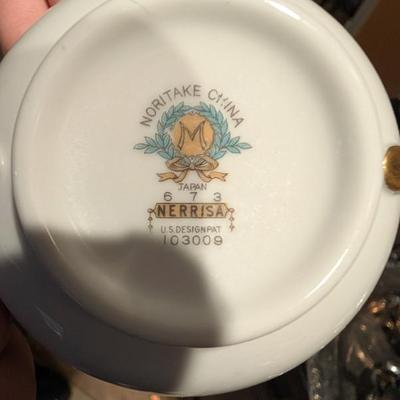 NORITAKE CHINA
M
JAPAN
6 7 3
NERRISA
U.S. DESIGN PAT
103009